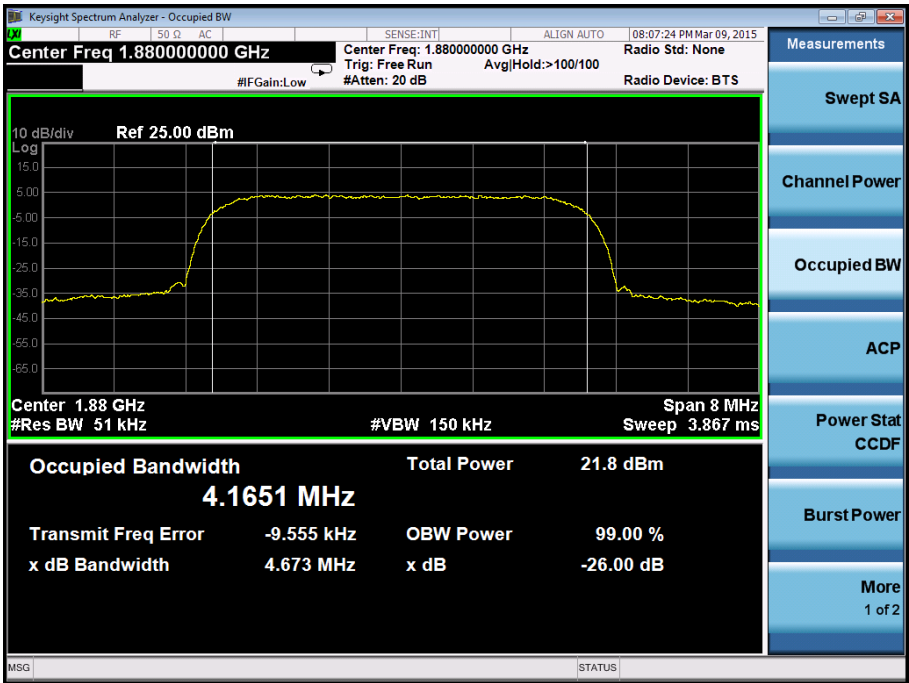 Keysight Spectrum Analyzer - Occupied BW
LXI RF 50 Ω AC SENSE:INT ALIGN AUTO 08:07:24 PM Mar 09, 2015
Center Freq 1.880000000 GHz
Center Freq: 1.880000000 GHz Radio Std: None
Trig: Free Run Avg|Hold:>100/100
#IFGain:Low #Atten: 20 dB Radio Device: BTS
10 dB/div Ref 25.00 dBm
Log
15.0
5.00
-5.00
-15.0
-25.0
-35.0
-45.0
-55.0
-65.0
Center 1.88 GHz Span 8 MHz
#Res BW 51 kHz #VBW 150 kHz Sweep 3.867 ms
Occupied Bandwidth Total Power 21.8 dBm
4.1651 MHz
Transmit Freq Error -9.555 kHz OBW Power 99.00 %
x dB Bandwidth 4.673 MHz x dB -26.00 dB
MSG STATUS
Measurements
Swept SA
Channel Power
Occupied BW
ACP
Power Stat
CCDF
Burst Power
More
1 of 2